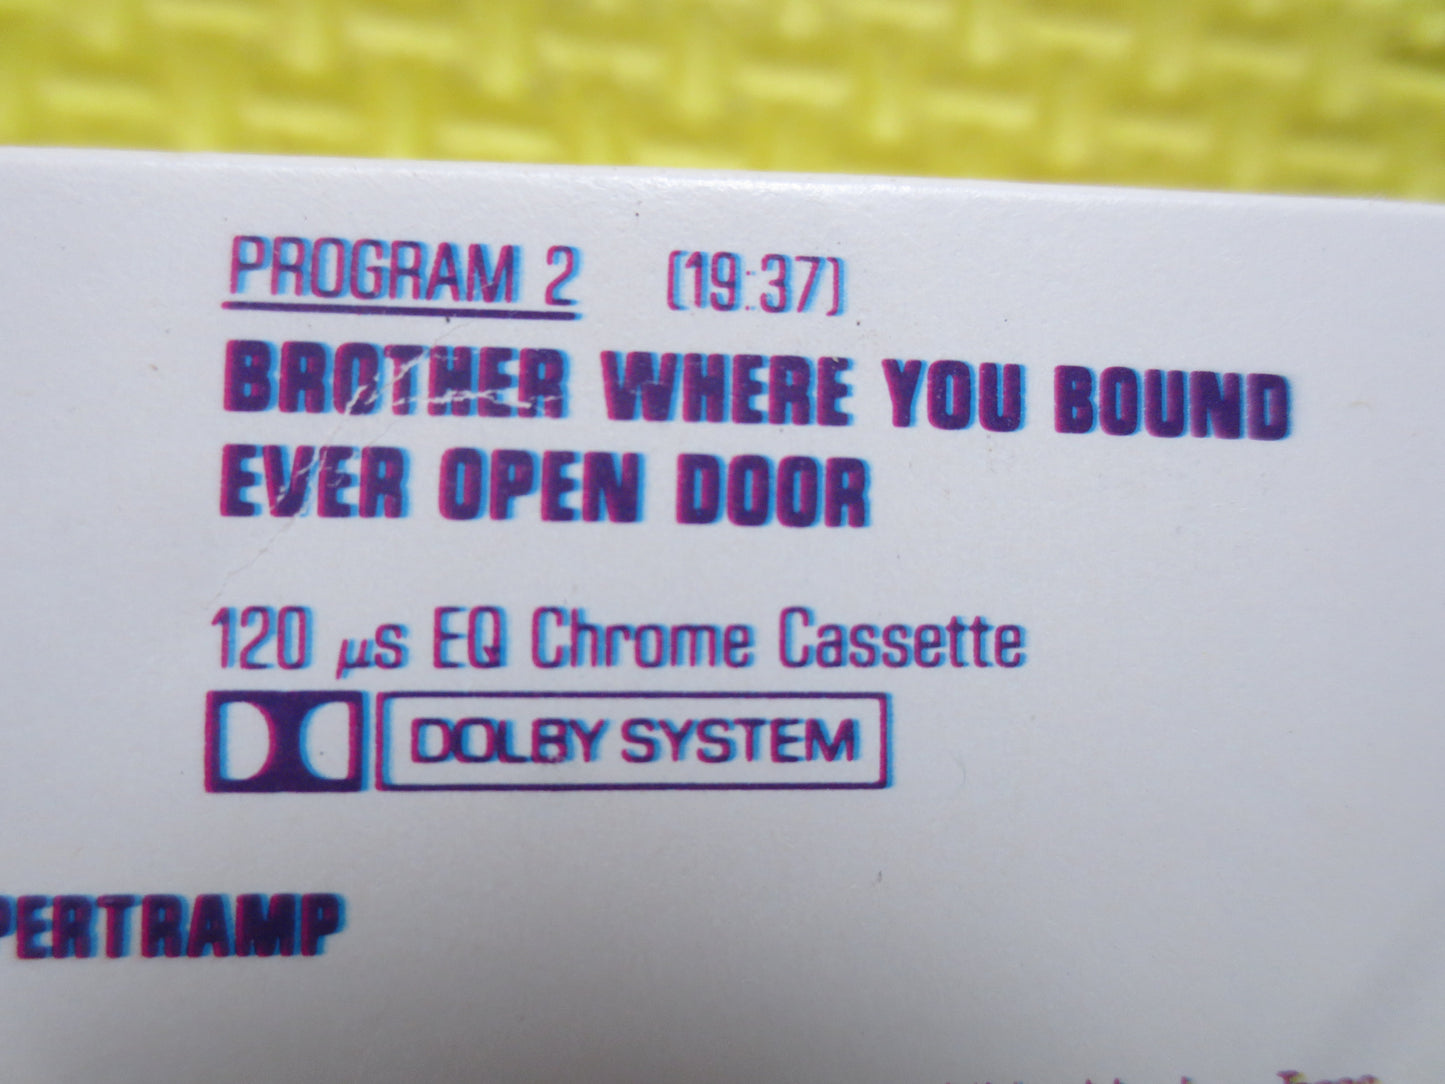 PROGRAM 2 (19:37)
BROTHER WHERE YOU BOUND
EVER OPEN DOOR
120 µs EQ Chrome Cassette
DOLBY SYSTEM
PERTRAMP